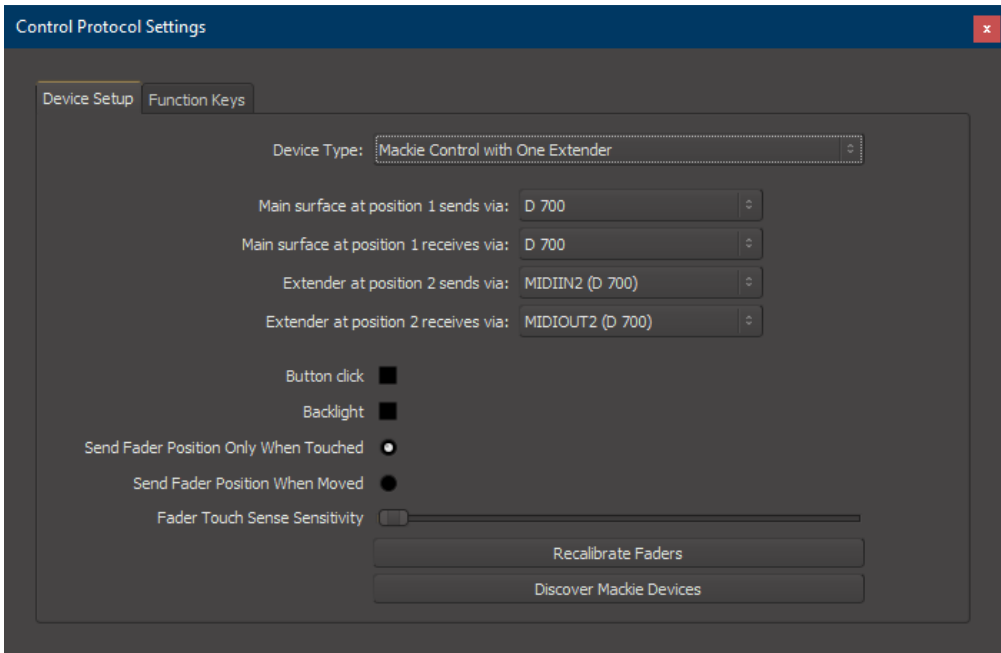 Control Protocol Settings
x
Device Setup Function Keys
Device Type: Mackie Control with One Extender
Main surface at position 1 sends via: D 700
Main surface at position 1 receives via: D 700
Extender at position 2 sends via: MIDIIN2 (D 700)
Extender at position 2 receives via: MIDIOUT2 (D 700)
Button click
Backlight
Send Fader Position Only When Touched
Send Fader Position When Moved
Fader Touch Sense Sensitivity
Recalibrate Faders
Discover Mackie Devices